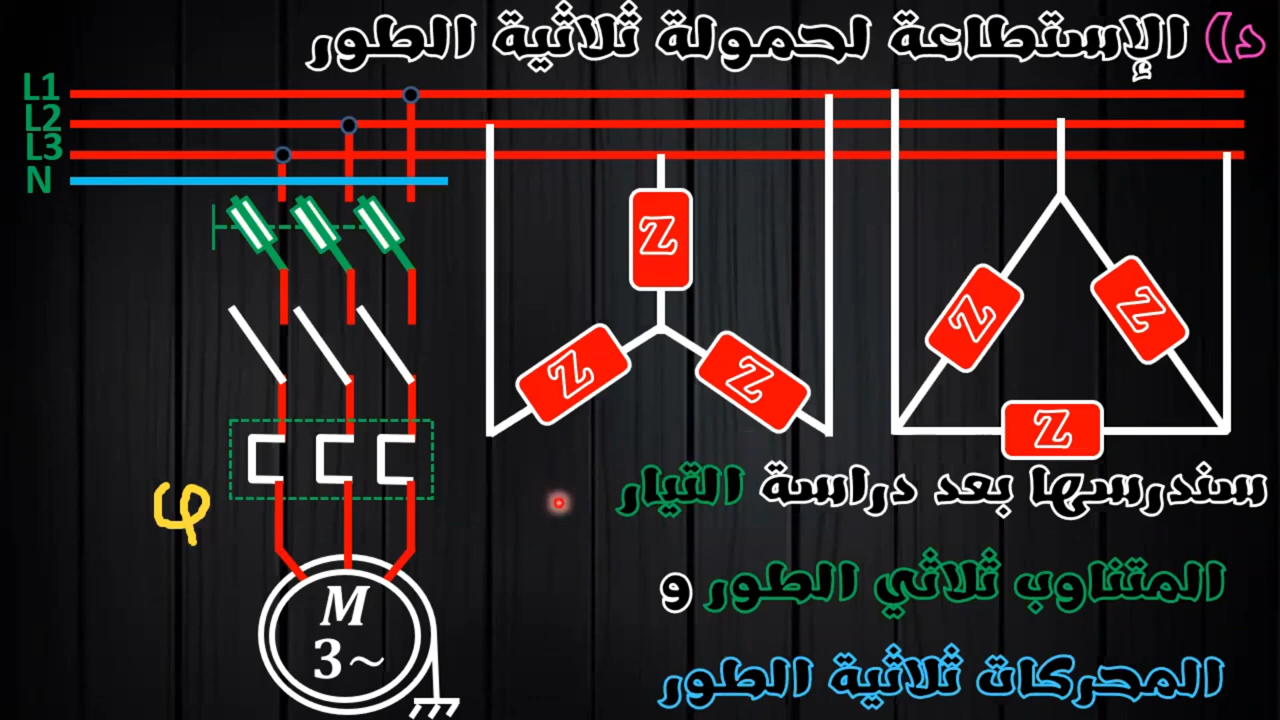 د) الإستطاعة لحمولة ثلاثية الطور
L1
L2
L3
N
Z
Z
Z
Z
Z
Z
سندرسها بعد دراسة التيار
المتناوب ثلاثي الطور و
المحركات ثلاثية الطور
φ
M
3~